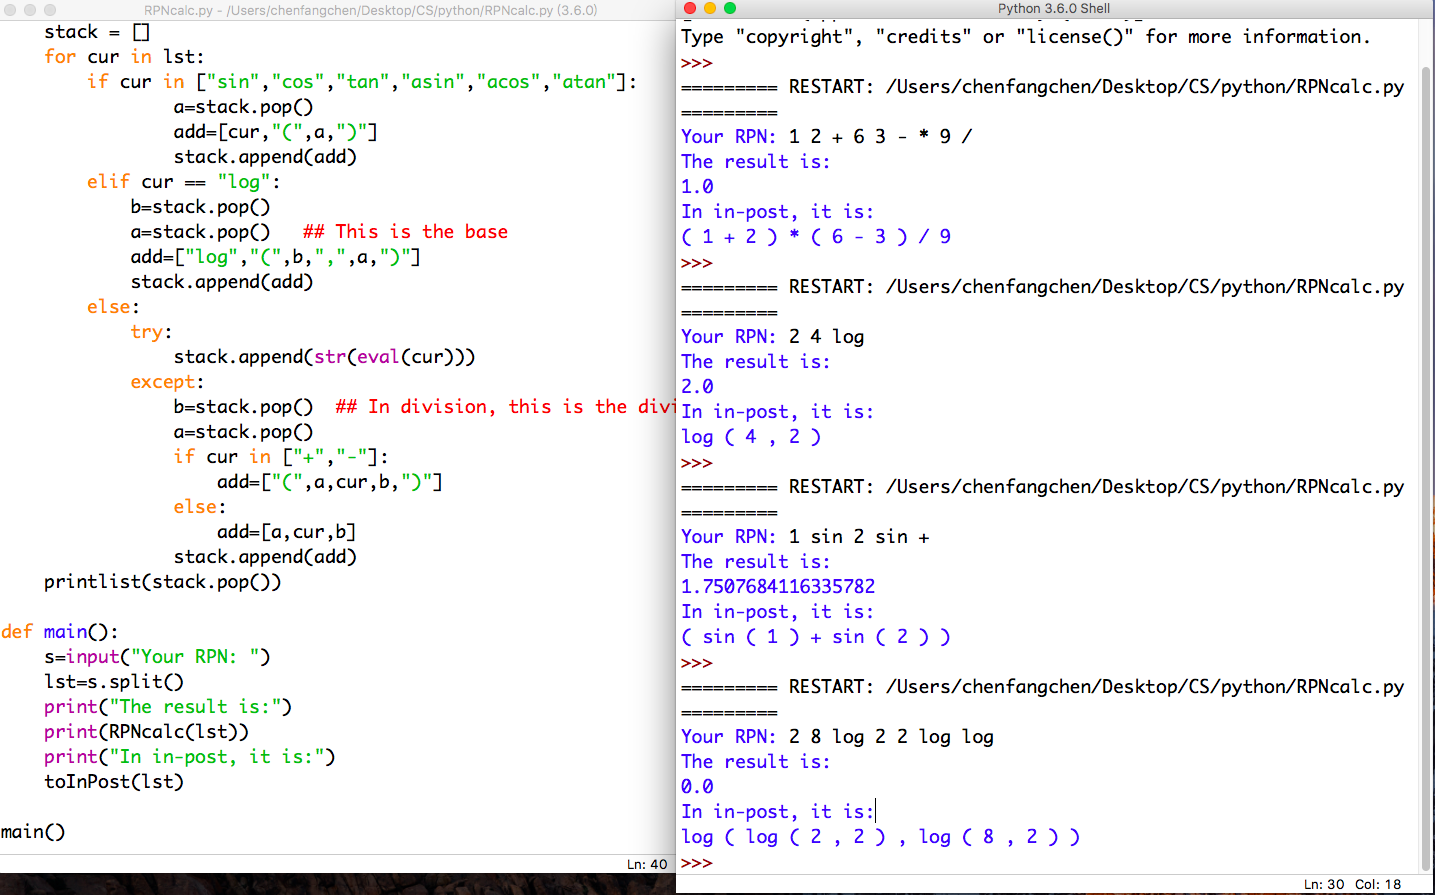 RPNcalc.py - /Users/chenfangchen/Desktop/CS/python/RPNcalc.py (3.6.0)
stack = []
for cur in lst:
if cur in ["sin","cos","tan","asin","acos","atan"]:
a=stack.pop()
add=[cur,"(",a,")"]
stack.append(add)
elif cur == "log":
b=stack.pop()
a=stack.pop()   ## This is the base
add=["log","(",b,",",a,")"]
stack.append(add)
else:
try:
stack.append(str(eval(cur)))
except:
b=stack.pop()  ## In division, this is the divi
a=stack.pop()
if cur in ["+","-"]:
add=["(",a,cur,b,")"]
else:
add=[a,cur,b]
stack.append(add)
printlist(stack.pop())
def main():
s=input("Your RPN: ")
lst=s.split()
print("The result is:")
print(RPNcalc(lst))
print("In in-post, it is:")
toInPost(lst)
main()
Ln: 40
Python 3.6.0 Shell
Type "copyright", "credits" or "license()" for more information.
>>>
========= RESTART: /Users/chenfangchen/Desktop/CS/python/RPNcalc.py
=========
Your RPN: 1 2 + 6 3 - * 9 /
The result is:
1.0
In in-post, it is:
( 1 + 2 ) * ( 6 - 3 ) / 9
>>>
========= RESTART: /Users/chenfangchen/Desktop/CS/python/RPNcalc.py
=========
Your RPN: 2 4 log
The result is:
2.0
In in-post, it is:
log ( 4 , 2 )
>>>
========= RESTART: /Users/chenfangchen/Desktop/CS/python/RPNcalc.py
=========
Your RPN: 1 sin 2 sin +
The result is:
1.7507684116335782
In in-post, it is:
( sin ( 1 ) + sin ( 2 ) )
>>>
========= RESTART: /Users/chenfangchen/Desktop/CS/python/RPNcalc.py
=========
Your RPN: 2 8 log 2 2 log log
The result is:
0.0
In in-post, it is:
log ( log ( 2 , 2 ) , log ( 8 , 2 ) )
>>>
Ln: 30 Col: 18